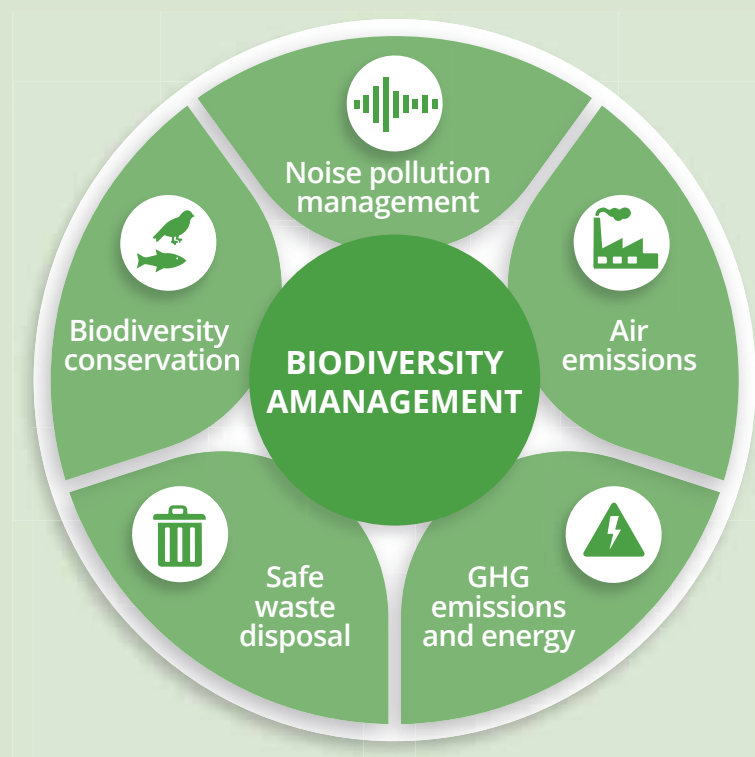 Noise pollution
management
Biodiversity
conservation
Air
emissions
BIODIVERSITY
AMANAGEMENT
Safe
waste
disposal
GHG
emissions
and energy